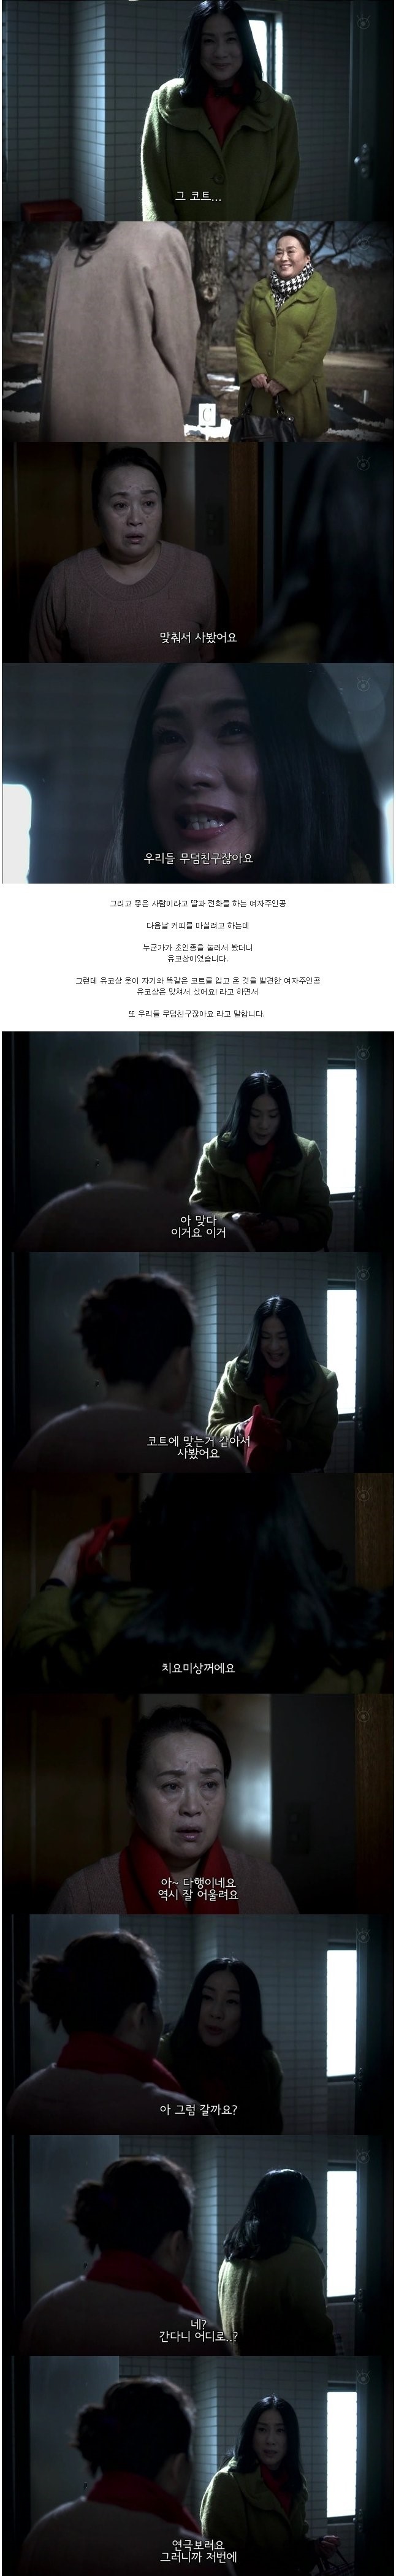 그 코트...
맞춰서 사봤어요
우리들 무덤친구잖아요
그리고 좋은 사람이라고 딸과 전화를 하는 여자주인공
다음날 커피를 마실려고 하는데
누군가가 초인종을 눌러서 봤더니
유코상이었습니다.
그런데 유코상 옷이 자기와 똑같은 코트를 입고 온 것을 발견한 여자주인공
유코상은 맞춰서 샀어요! 라고 하면서
또 우리들 무덤친구잖아요 라고 말합니다.
아 맞다
이거요 이거
코트에 맞는거 같아서
사봤어요
치요미상꺼에요
아~ 다행이네요
역시 잘 어울려요
아 그럼 갈까요?
네?
간다니 어디로..?
연극보러요
그러니까 저번에